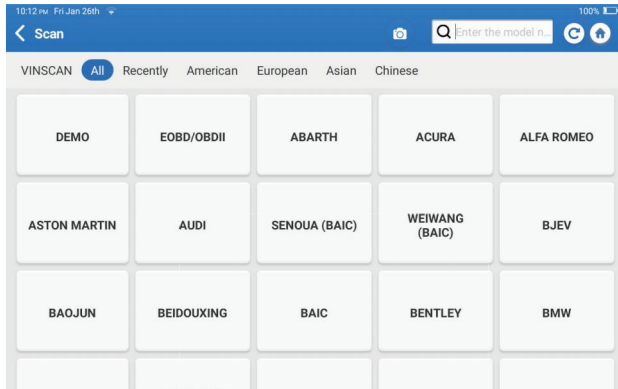 10:12 PM Fri Jan 26th 100%
Scan Enter the model n...
VINSCAN All Recently American European Asian Chinese
DEMO EOBD/OBDII ABARTH ACURA ALFA ROMEO
ASTON MARTIN AUDI SENOUA (BAIC) WEIWANG BJEV
(BAIC)
BAOJUN BEIDOUXING BAIC BENTLEY BMW